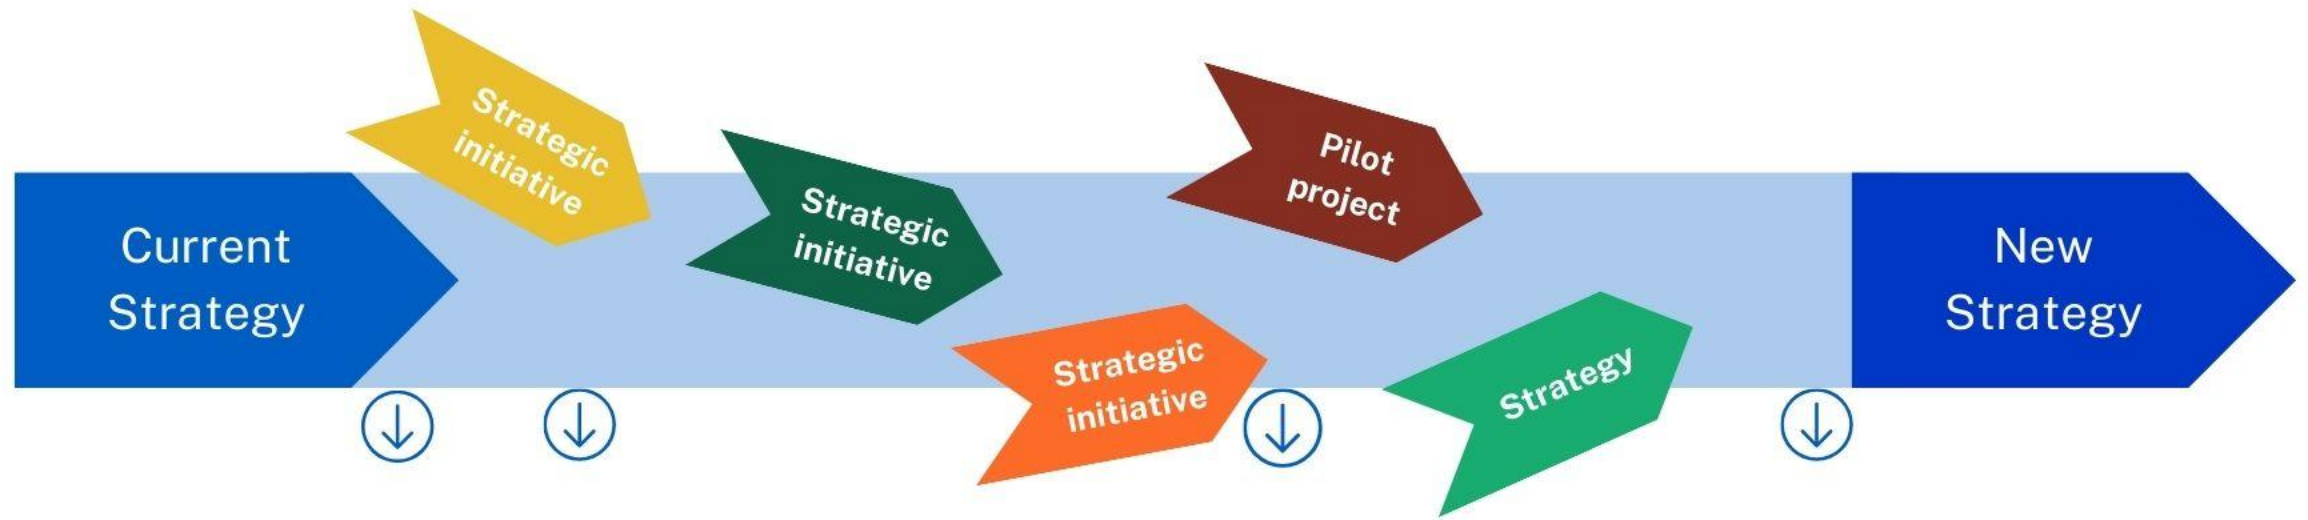 Current
Strategy
Strategic
initiative
Strategic
initiative
Strategic
initiative
Pilot
project
Strategy
New
Strategy